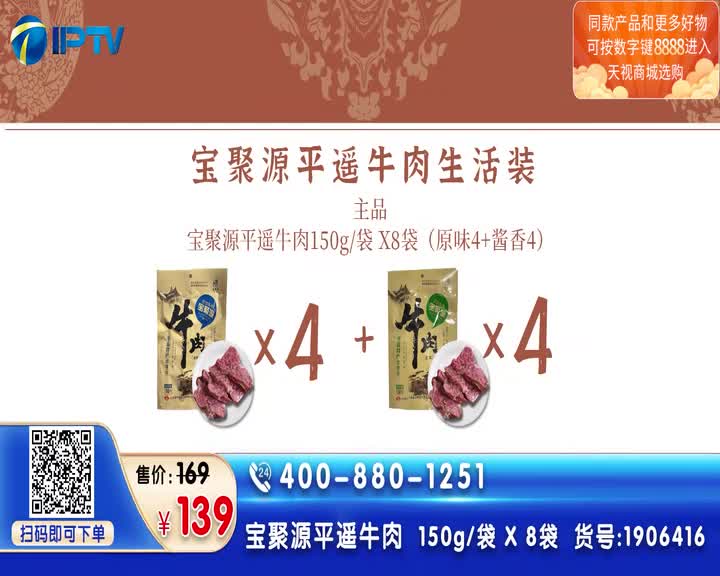 IPTV
同款产品和更多好物
可按数字键8888进入
天视商城选购
宝聚源平遥牛肉生活装
主品
宝聚源平遥牛肉150g/袋 X8袋（原味4+酱香4）
牛肉
x4
+
牛肉
x4
扫码即可下单
售价:169
¥139
24
400-880-1251
宝聚源平遥牛肉 150g/袋 X 8袋 货号:1906416